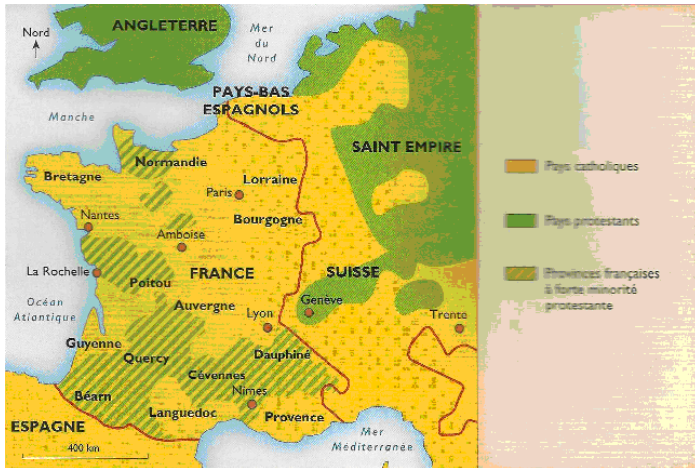 Nord
ANGLETERRE
Mer
du
Nord
PAYS-BAS
ESPAGNOLS
Manche
SAINT EMPIRE
Normandie
Bretagne
Lorraine
Paris
Bourgogne
Nantes
Amboise
La Rochelle
Poitou
FRANCE
SUISSE
Genève
Océan
Atlantique
Auvergne
Lyon
Trente
Guyenne
Quercy
Dauphiné
Cévennes
Nîmes
Béarn
Languedoc
Provence
ESPAGNE
400 km
Mer
Méditerranée
Pays catholiques
Pays protestants
Provinces françaises
à forte minorité
protestante